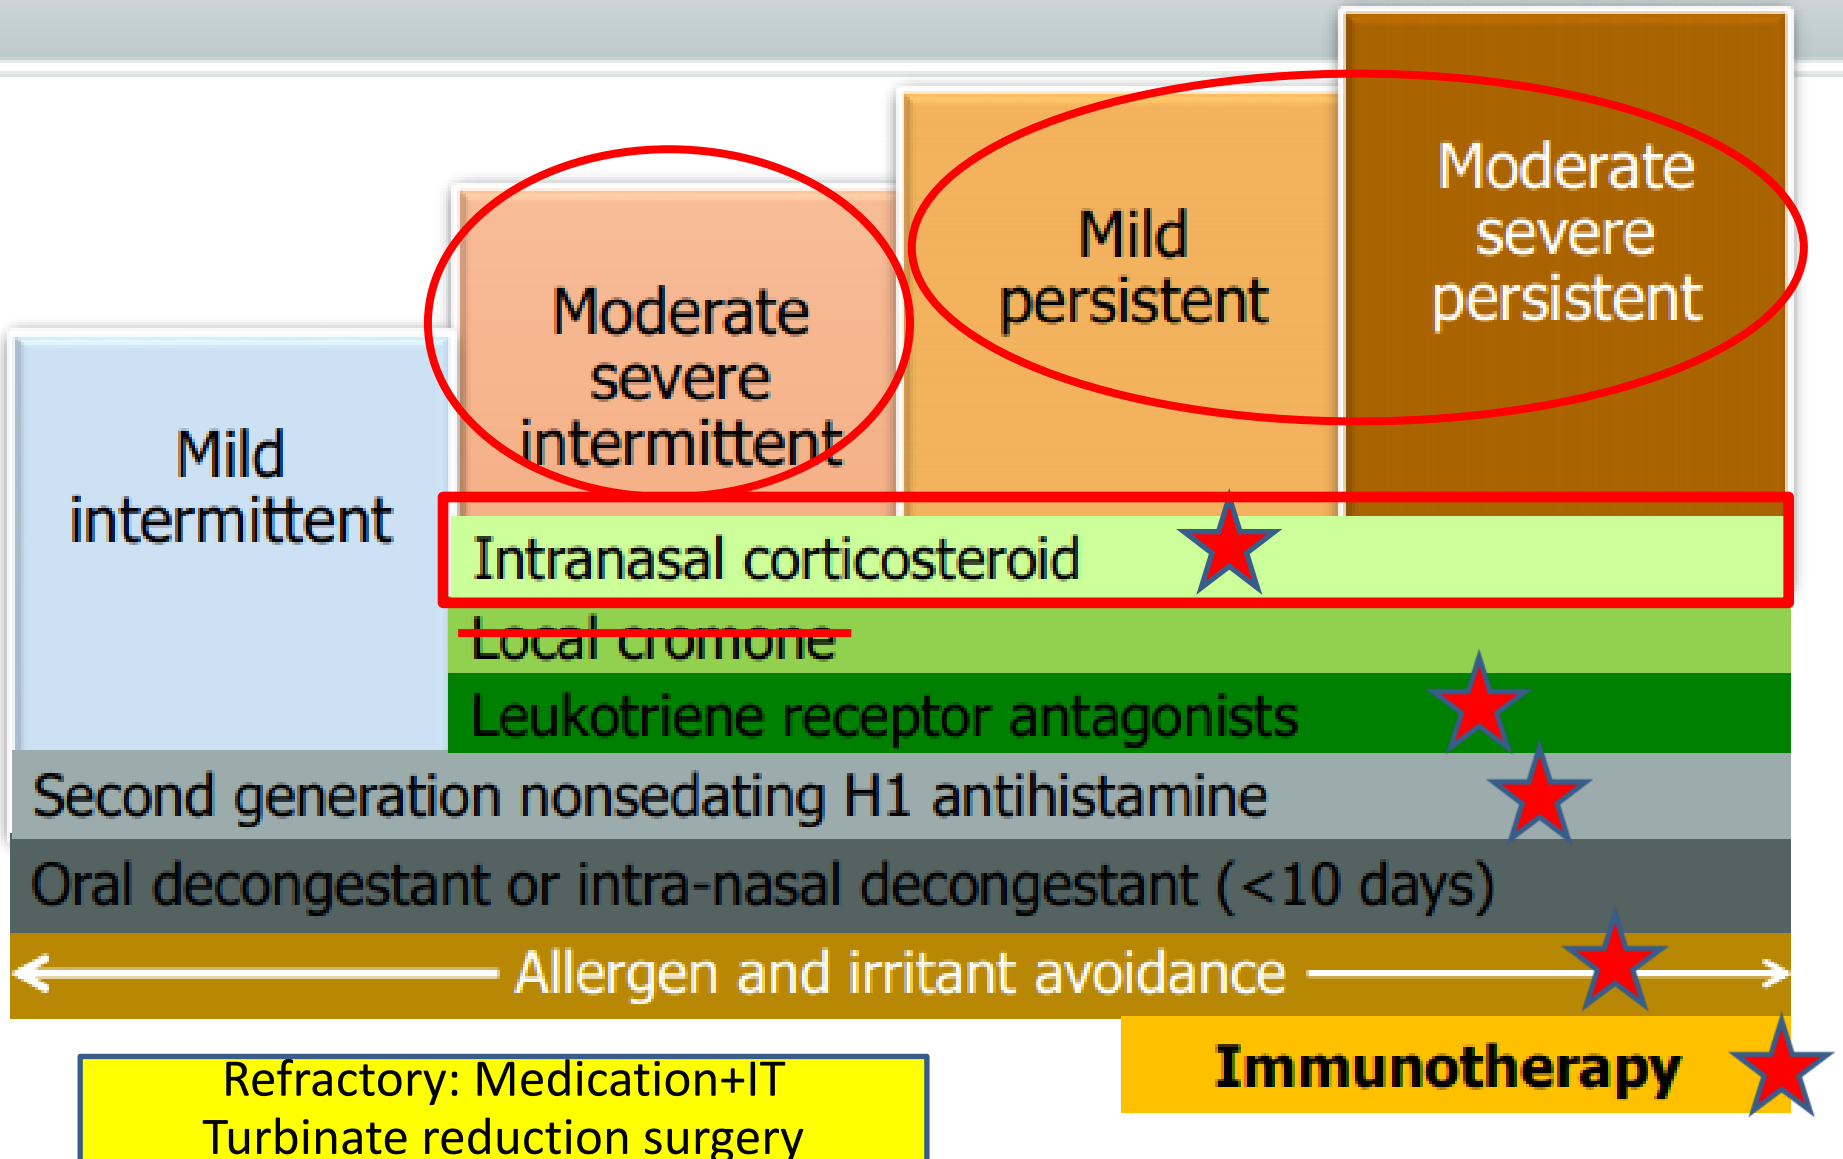 Mild
intermittent
Moderate
severe
intermittent
Mild
persistent
Moderate
severe
persistent
Intranasal corticosteroid
Local cromone
Leukotriene receptor antagonists
Second generation nonsedating H1 antihistamine
Oral decongestant or intra-nasal decongestant (<10 days)
Allergen and irritant avoidance
Immunotherapy
Refractory: Medication+IT
Turbinate reduction surgery